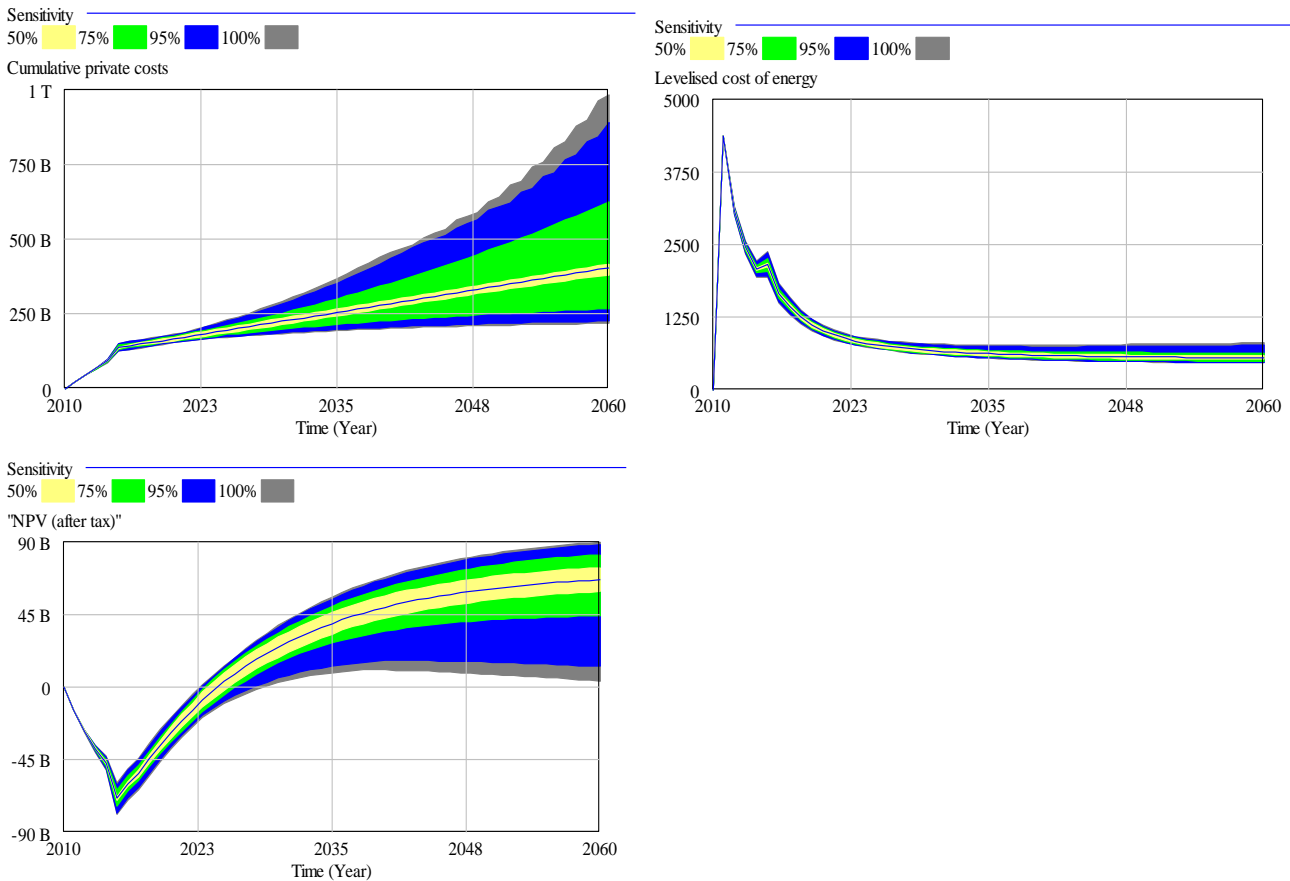 Sensitivity
50% 75% 95% 100%
Cumulative private costs
1 T
750 B
500 B
250 B
0
2010 2023 2035 2048 2060
Time (Year)
Sensitivity
50% 75% 95% 100%
Levelised cost of energy
5000
3750
2500
1250
0
2010 2023 2035 2048 2060
Time (Year)
Sensitivity
50% 75% 95% 100%
"NPV (after tax)"
90 B
45 B
0
-45 B
-90 B
2010 2023 2035 2048 2060
Time (Year)